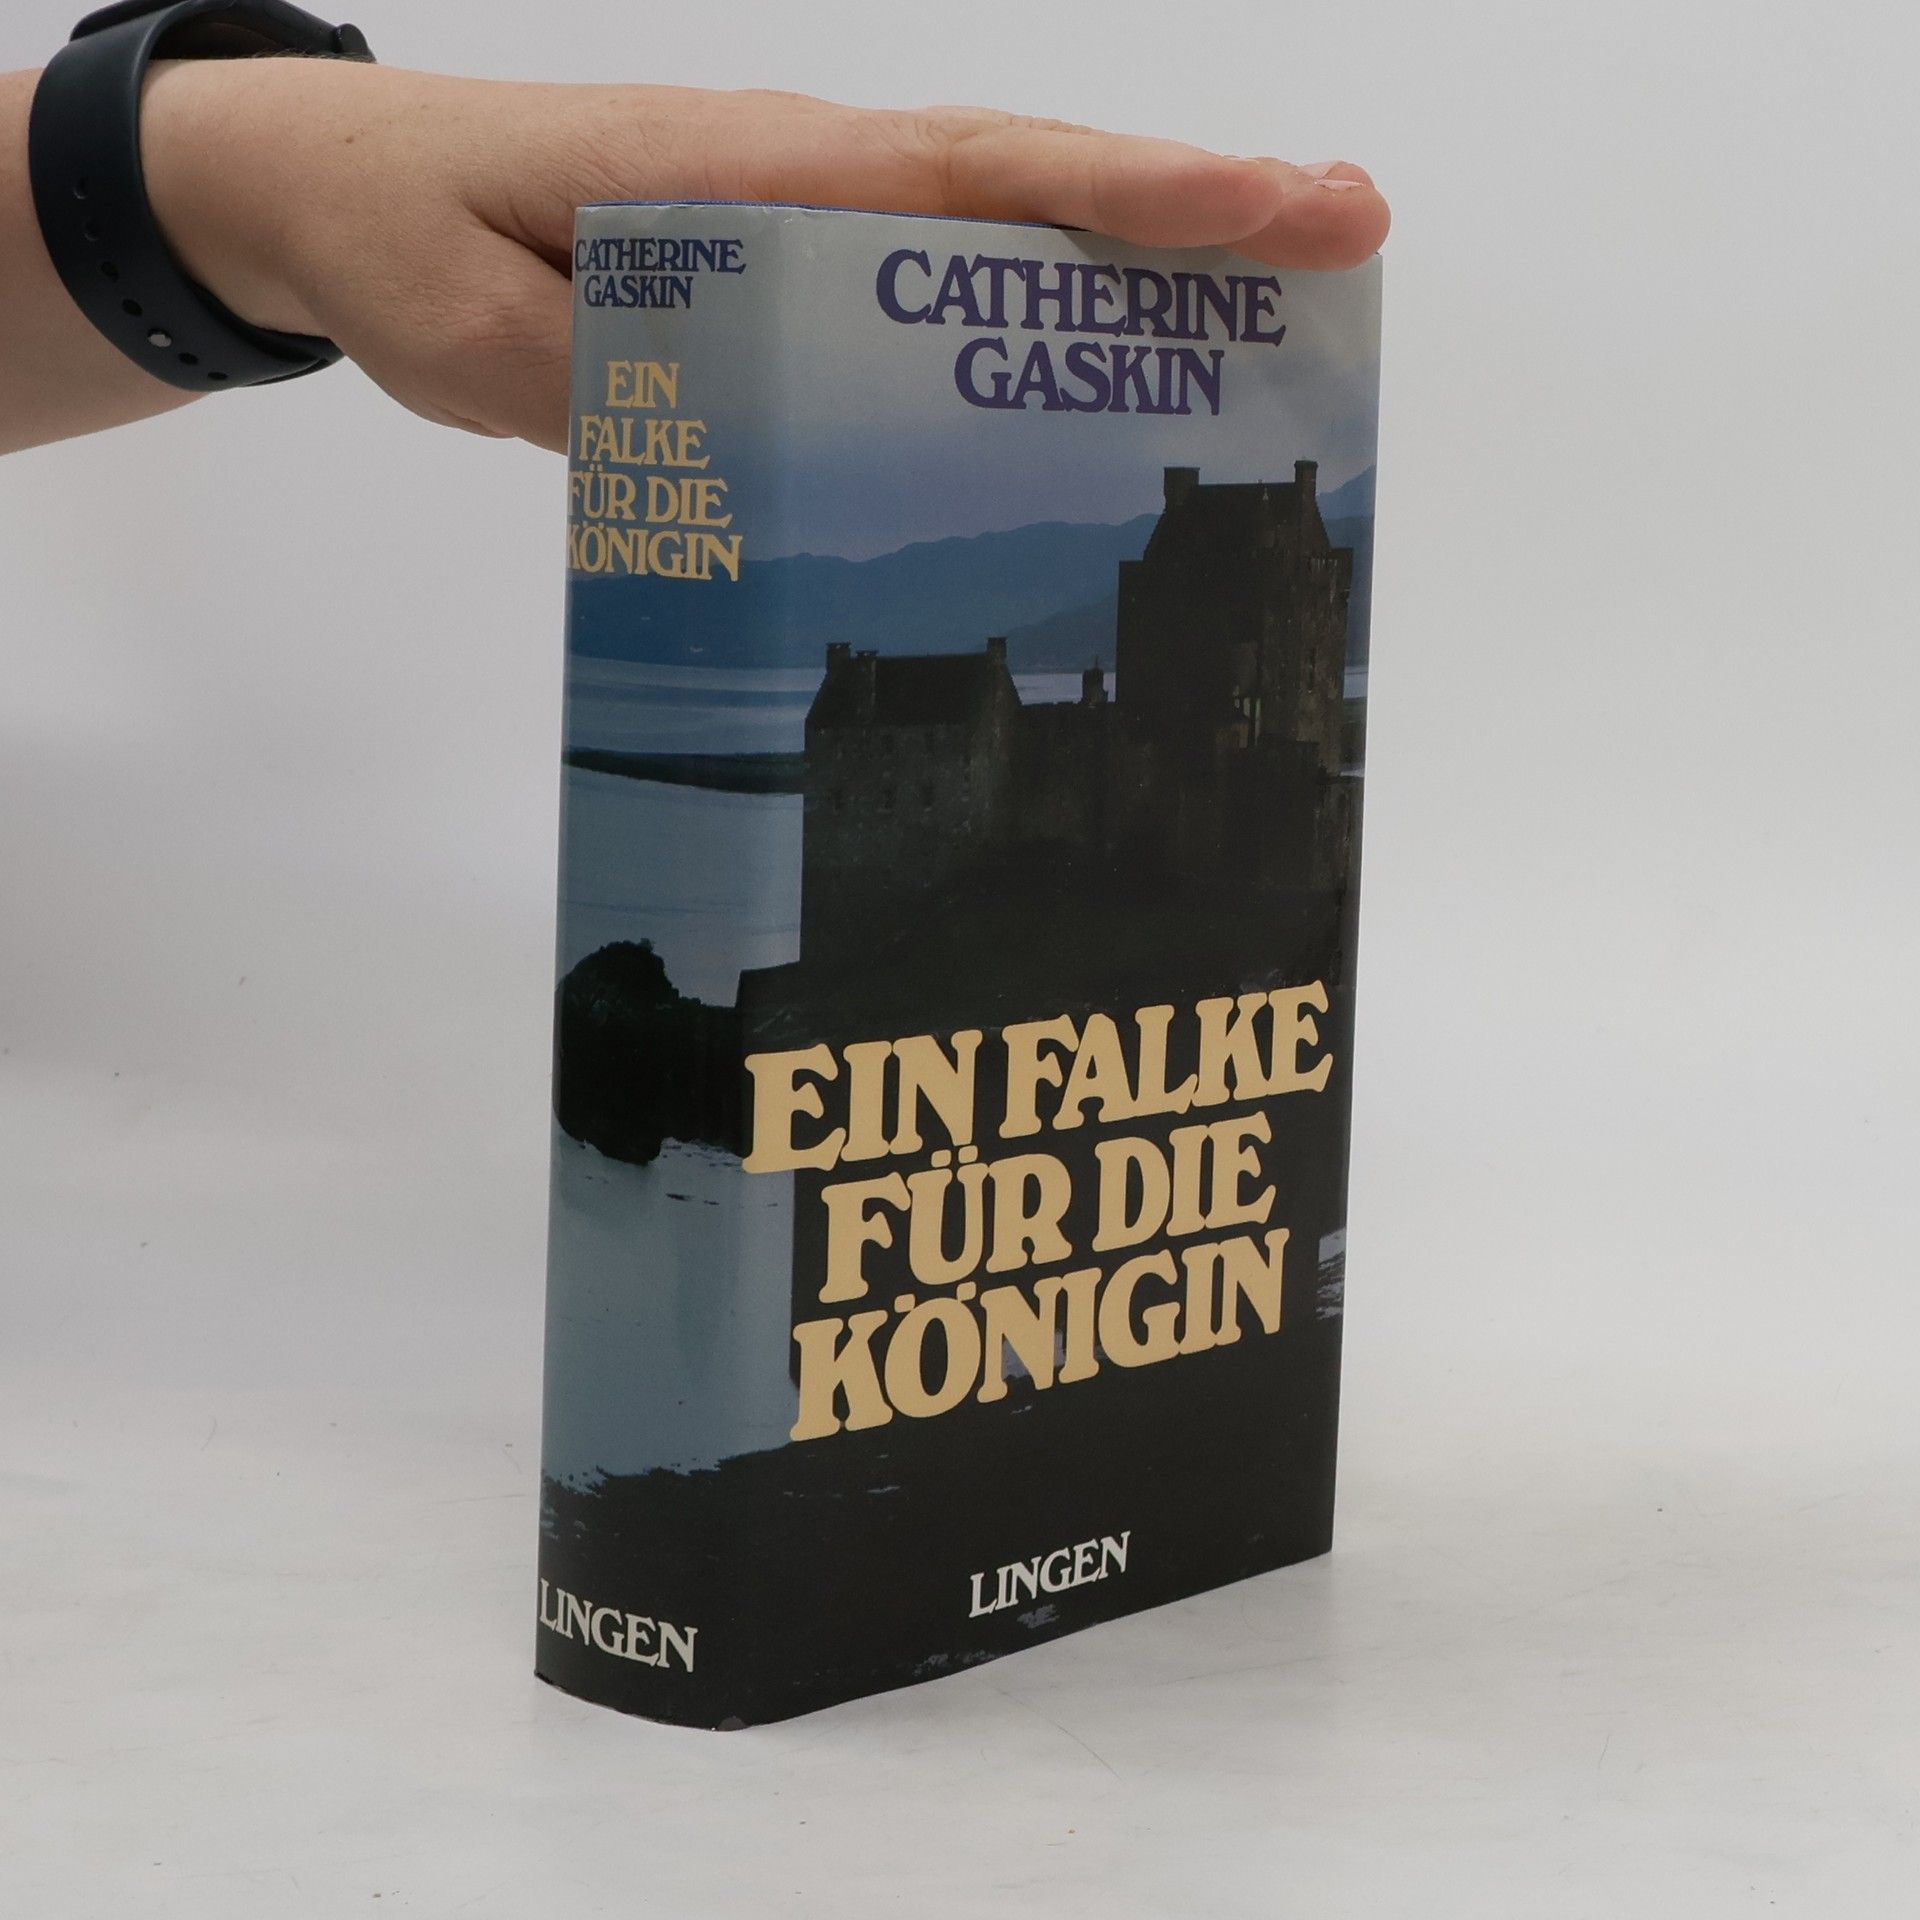 CATHERINE
GASKIN
EIN
FALKE
FÜR DIE
KÖNIGIN
LINGEN
CATHERINE
GASKIN
EIN FALKE
FÜR DIE
KÖNIGIN
LINGEN